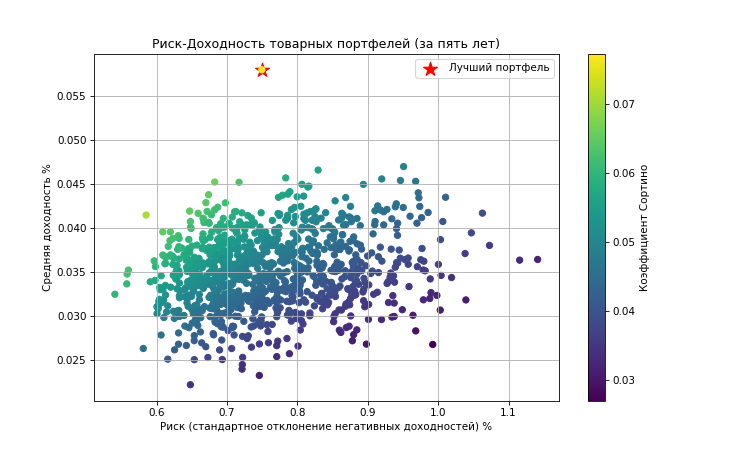 Риск-Доходность товарных портфелей (за пять лет)
Лучший портфель
Средняя доходность %
0.055
0.050
0.045
0.040
0.035
0.030
0.025
0.6 0.7 0.8 0.9 1.0 1.1
Риск (стандартное отклонение негативных доходностей) %
0.07
0.06
0.05
0.04
0.03
Коэффициент Сортино